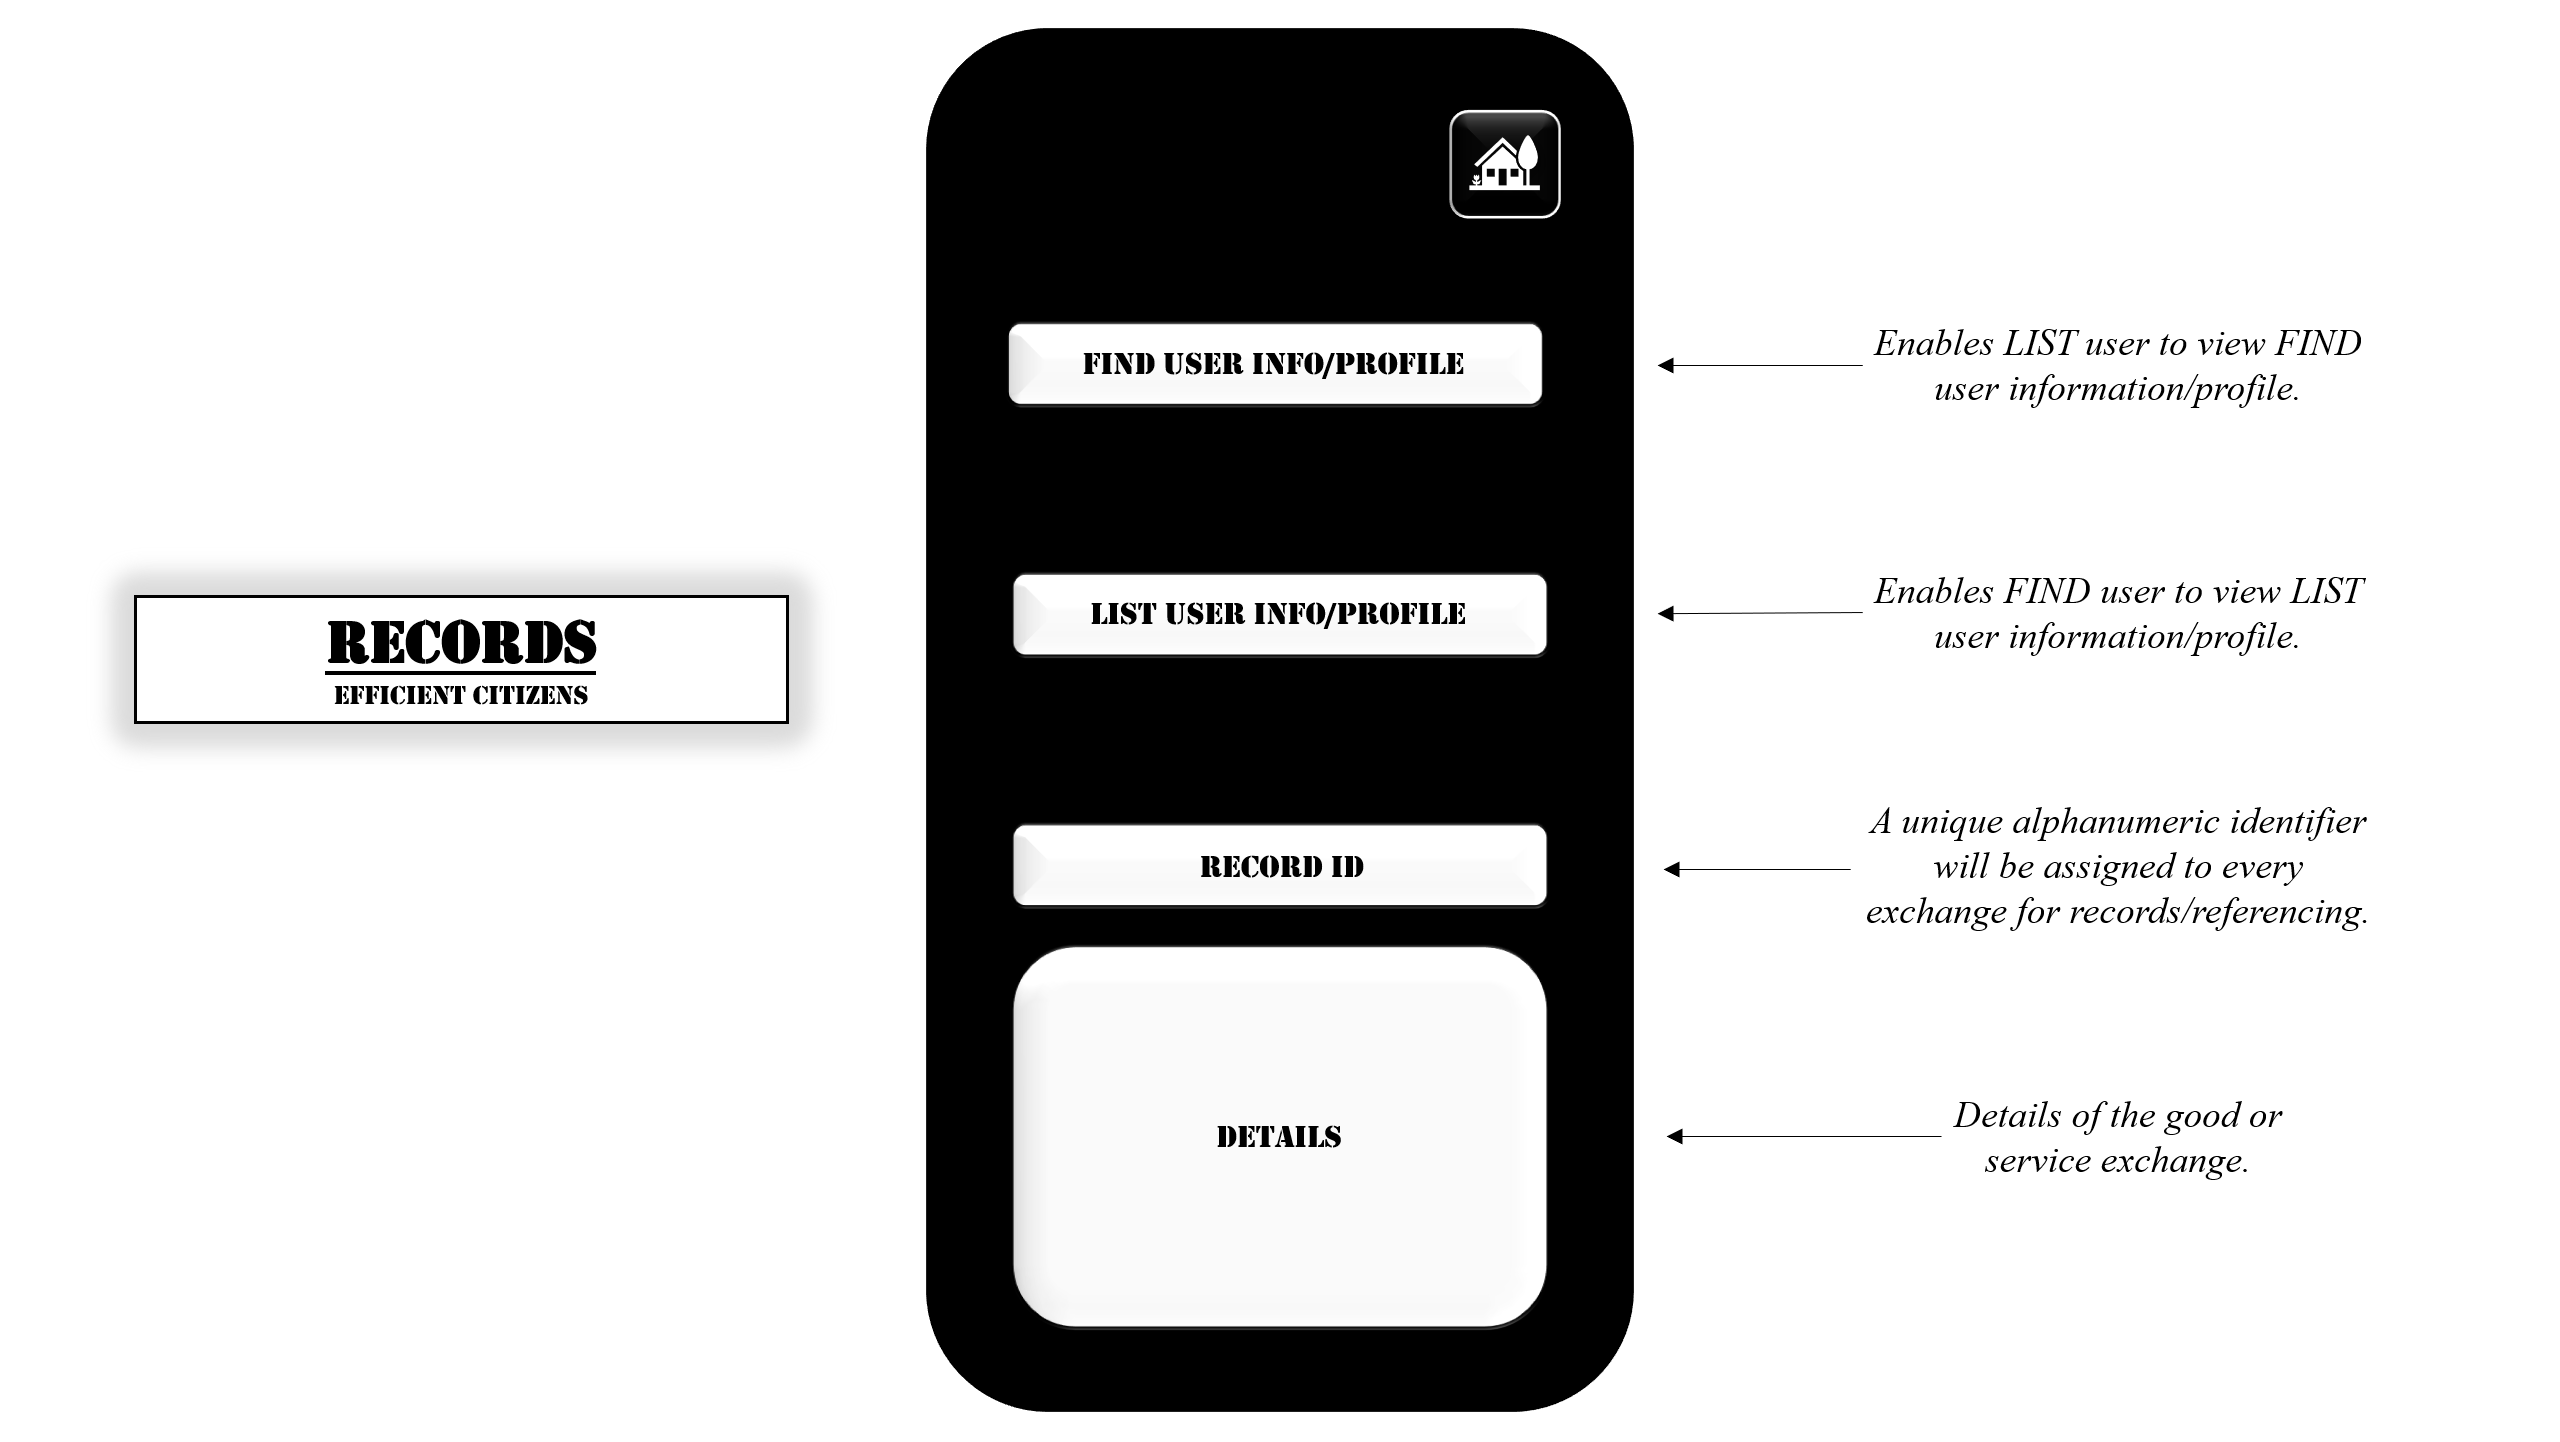 RECORDS
EFFICIENT CITIZENS
FIND USER INFO/PROFILE
Enables LIST user to view FIND
user information/profile.
LIST USER INFO/PROFILE
Enables FIND user to view LIST
user information/profile.
RECORD ID
A unique alphanumeric identifier
will be assigned to every
exchange for records/referencing.
DETAILS
Details of the good or
service exchange.